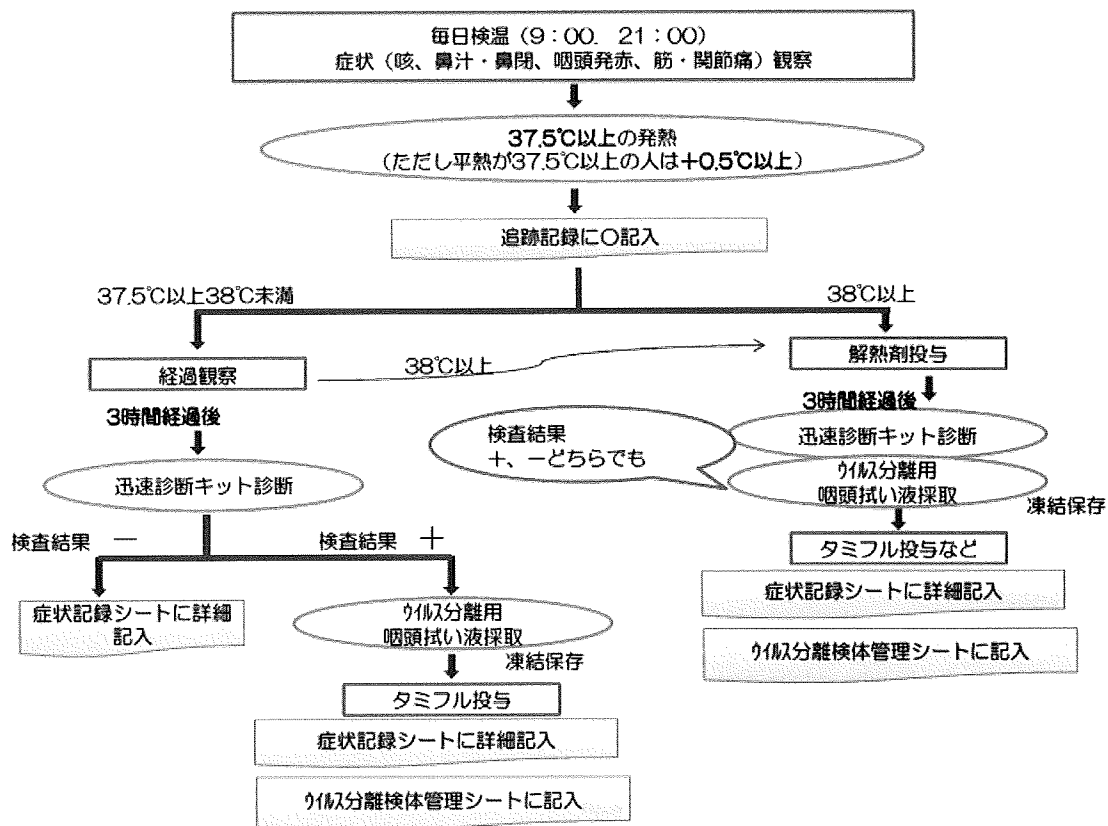 毎日検温（9：00. 21：00）
症状（咳、鼻汁・鼻閉、咽頭発赤、筋・関節痛）観察
37.5℃以上の発熱
（ただし平熱が37.5℃以上の人は＋0.5℃以上）
追跡記録に〇記入
37.5℃以上38℃未満
38℃以上
経過観察
38℃以上
解熱剤投与
3時間経過後
3時間経過後
検査結果
＋、－どちらでも
迅速診断キット診断
迅速診断キット診断
ウイルス分離用
咽頭拭い液採取
凍結保存
検査結果 －
検査結果 ＋
タミフル投与など
症状記録シートに詳細記入
ウイルス分離検体管理シートに記入
症状記録シートに詳細
記入
ウイルス分離用
咽頭拭い液採取
凍結保存
タミフル投与
症状記録シートに詳細記入
ウイルス分離検体管理シートに記入